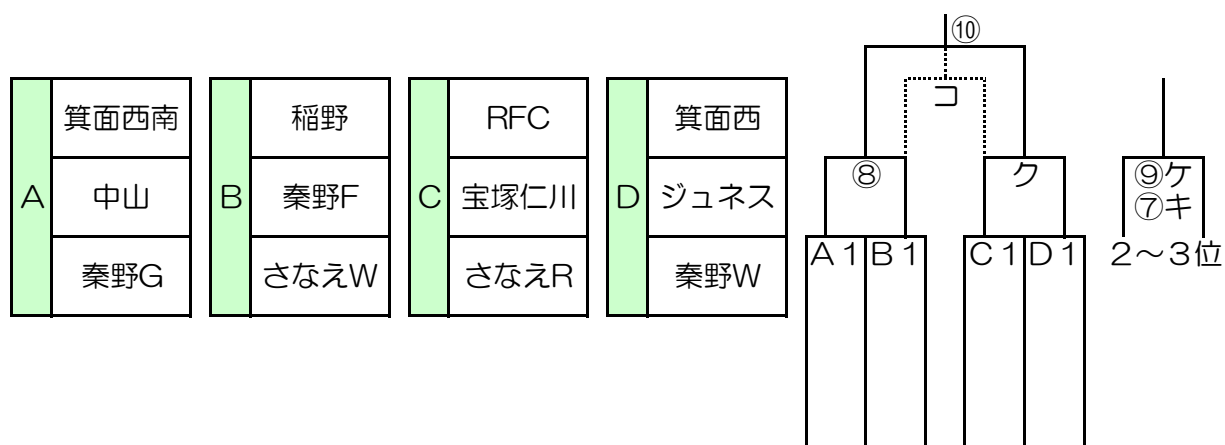 A
箕面西南
中山
秦野G
B
稲野
秦野F
さなえW
C
RFC
宝塚仁川
さなえR
D
箕面西
ジュネス
秦野W
⑩
コ
⑧
ク
A1 B1 C1 D1
⑨ケ
⑦キ
2～3位